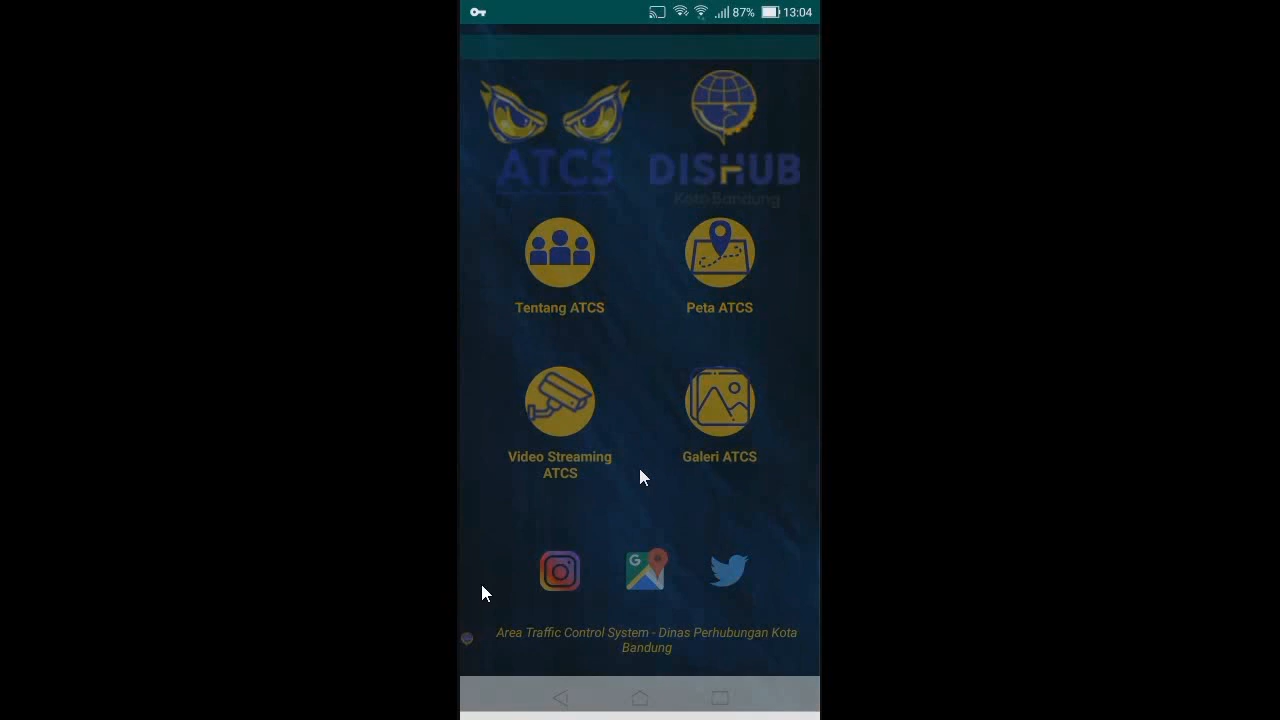 87% 13:04
ATCS
DISHUB
Kota Bandung
Tentang ATCS
Peta ATCS
Video Streaming
ATCS
Galeri ATCS
G
Area Traffic Control System - Dinas Perhubungan Kota
Bandung